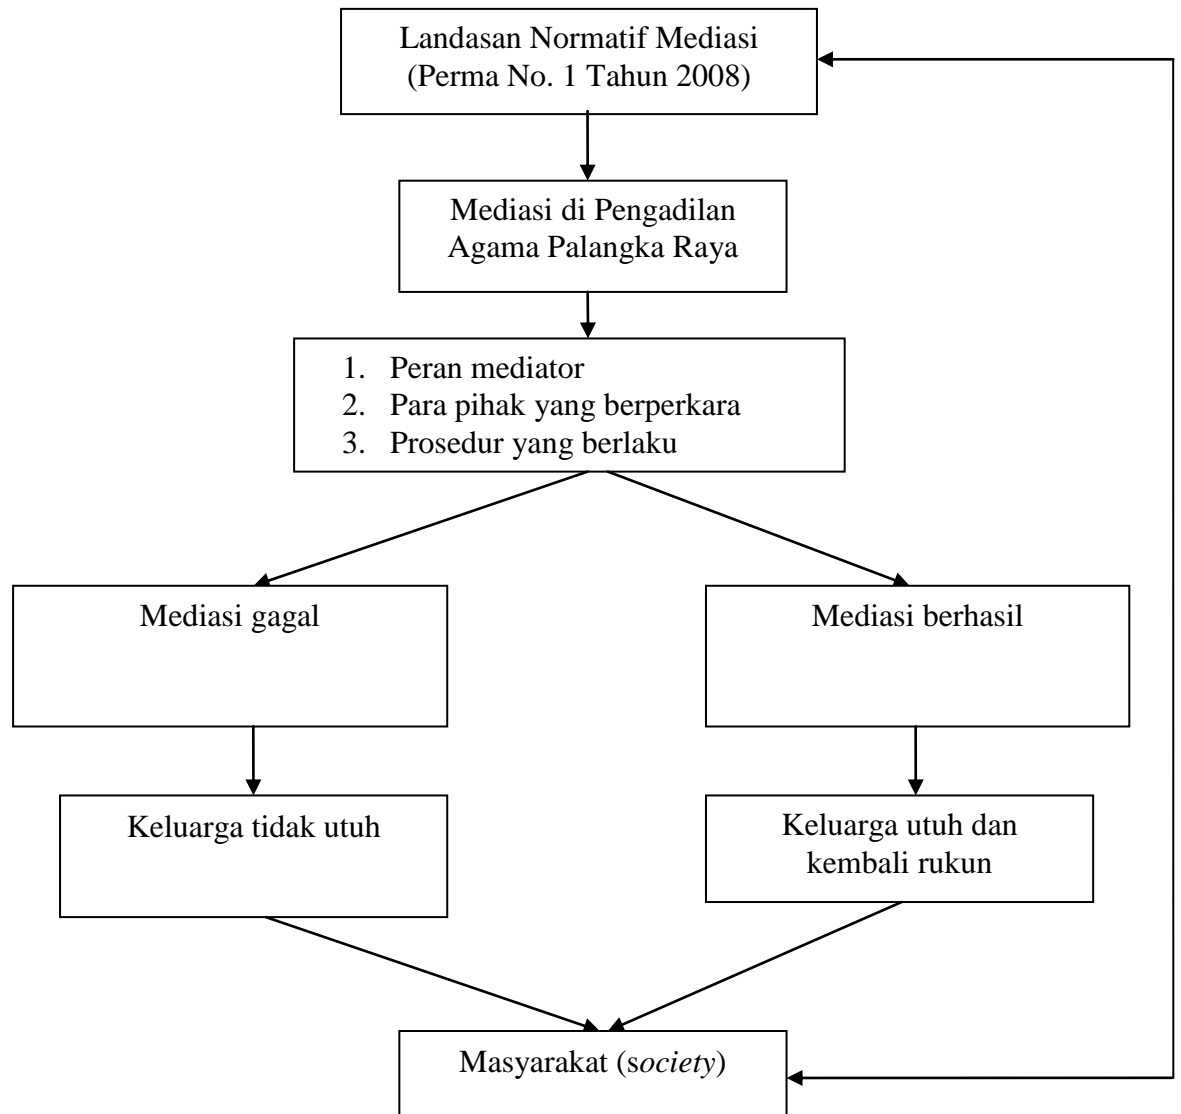 Landasan Normatif Mediasi
(Perma No. 1 Tahun 2008)
Mediasi di Pengadilan
Agama Palangka Raya
1. Peran mediator
2. Para pihak yang berperkara
3. Prosedur yang berlaku
Mediasi gagal
Mediasi berhasil
Keluarga tidak utuh
Keluarga utuh dan
kembali rukun
Masyarakat (society)